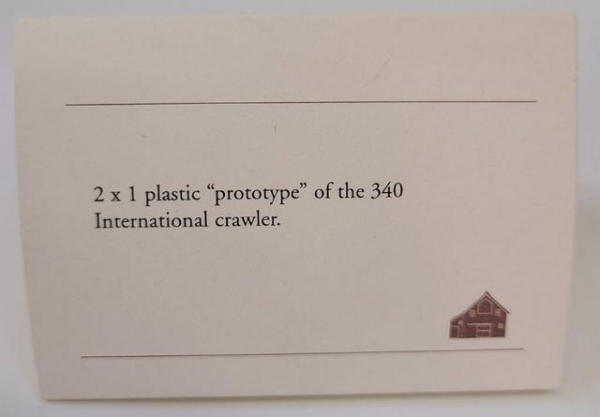 2 x 1 plastic “prototype” of the 340
International crawler.